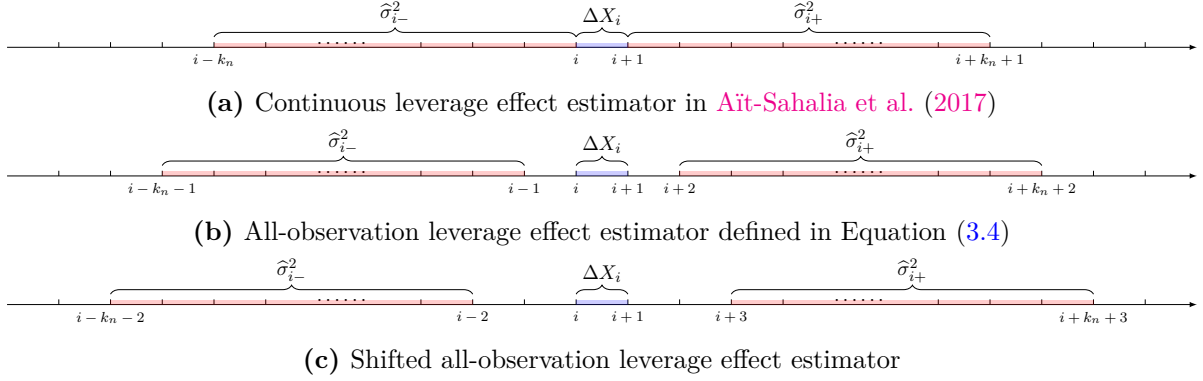 σ̂²ᵢ₋ ΔXᵢ σ̂²ᵢ₊
...... ......
i − kₙ i i + 1 i + kₙ + 1
(a) Continuous leverage effect estimator in Aït-Sahalia et al. (2017)
σ̂²ᵢ₋ ΔXᵢ σ̂²ᵢ₊
...... ......
i − kₙ − 1 i − 1 i i + 1 i + 2 i + kₙ + 2
(b) All-observation leverage effect estimator defined in Equation (3.4)
σ̂²ᵢ₋ ΔXᵢ σ̂²ᵢ₊
...... ......
i − kₙ − 2 i − 2 i i + 1 i + 3 i + kₙ + 3
(c) Shifted all-observation leverage effect estimator